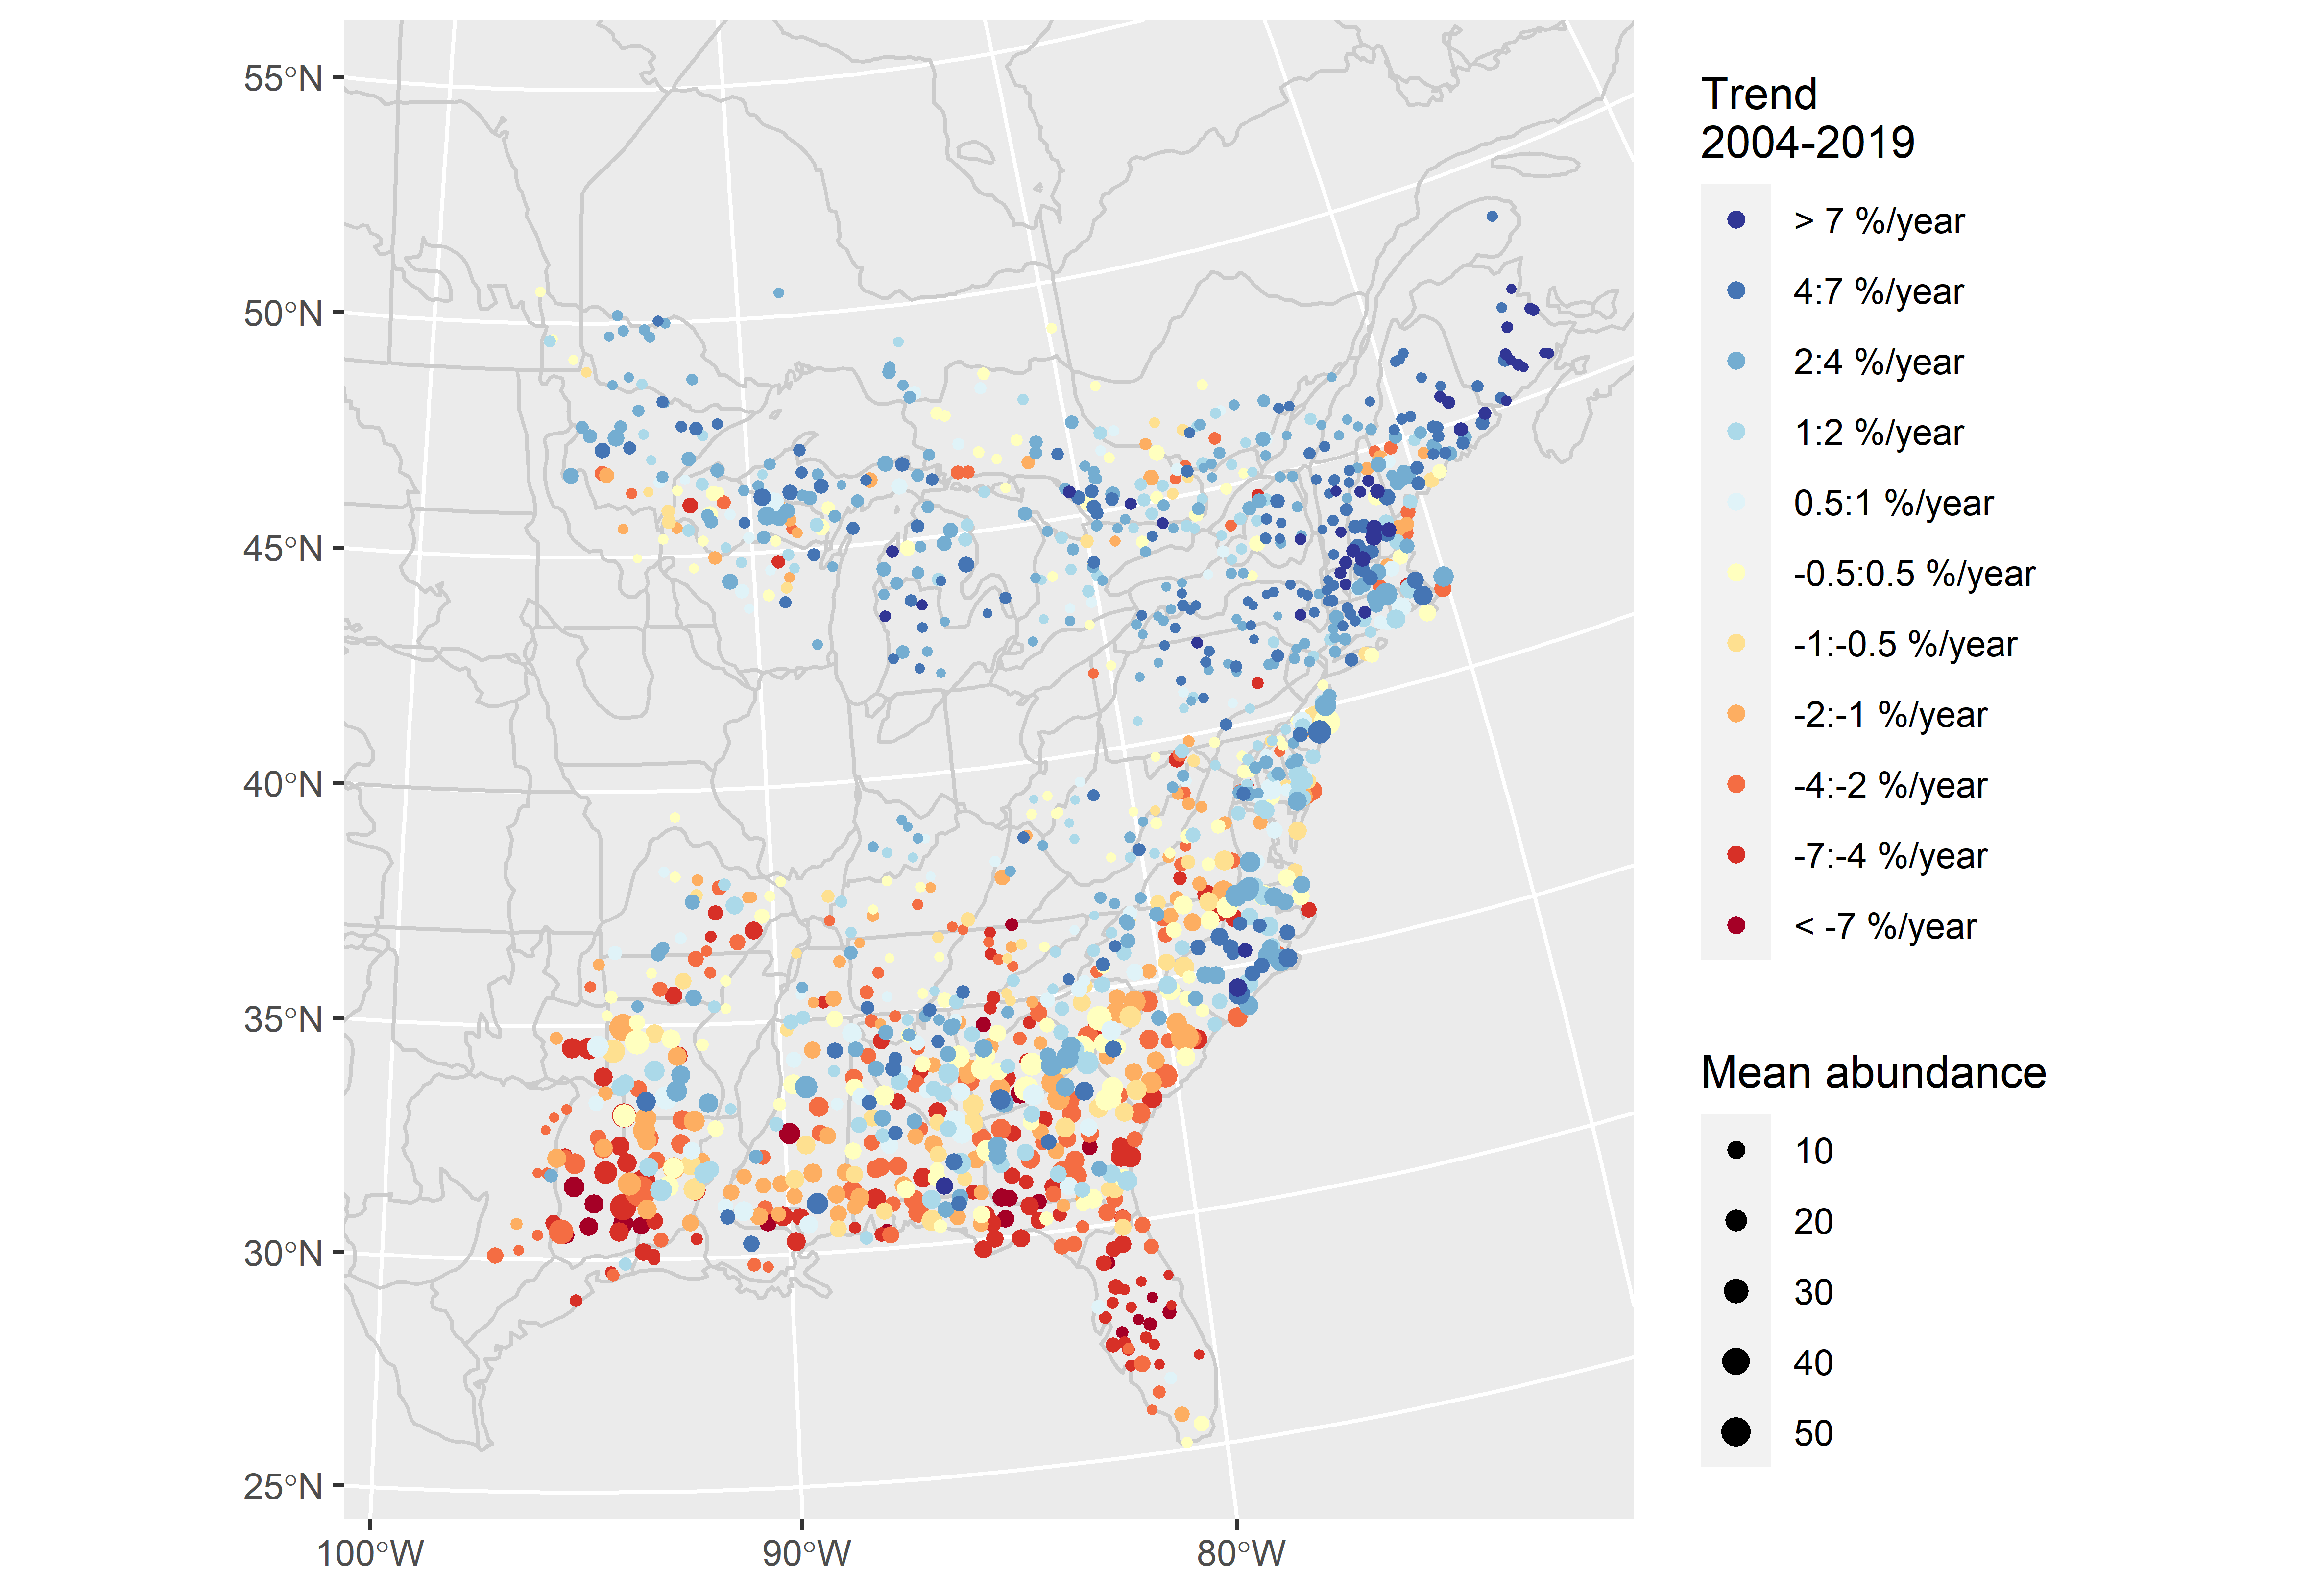 55°N
50°N
45°N
40°N
35°N
30°N
25°N
100°W
90°W
80°W
Trend
2004-2019
> 7 %/year
4:7 %/year
2:4 %/year
1:2 %/year
0.5:1 %/year
-0.5:0.5 %/year
-1:-0.5 %/year
-2:-1 %/year
-4:-2 %/year
-7:-4 %/year
< -7 %/year
Mean abundance
10
20
30
40
50